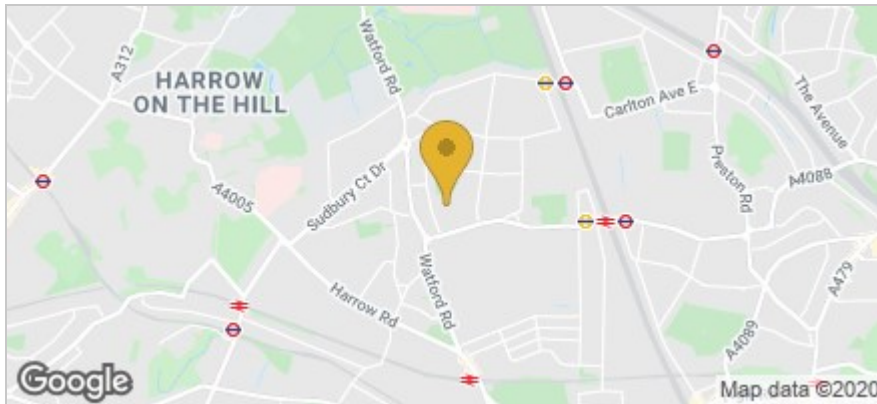 A312
Watford Rd
HARROW
ON THE HILL
Carlton Ave E
The Avenue
Sudbury Ct Dr
Preston Rd
A4088
A4005
Watford Rd
Harrow Rd
A479
A4089
Google
Map data ©2020